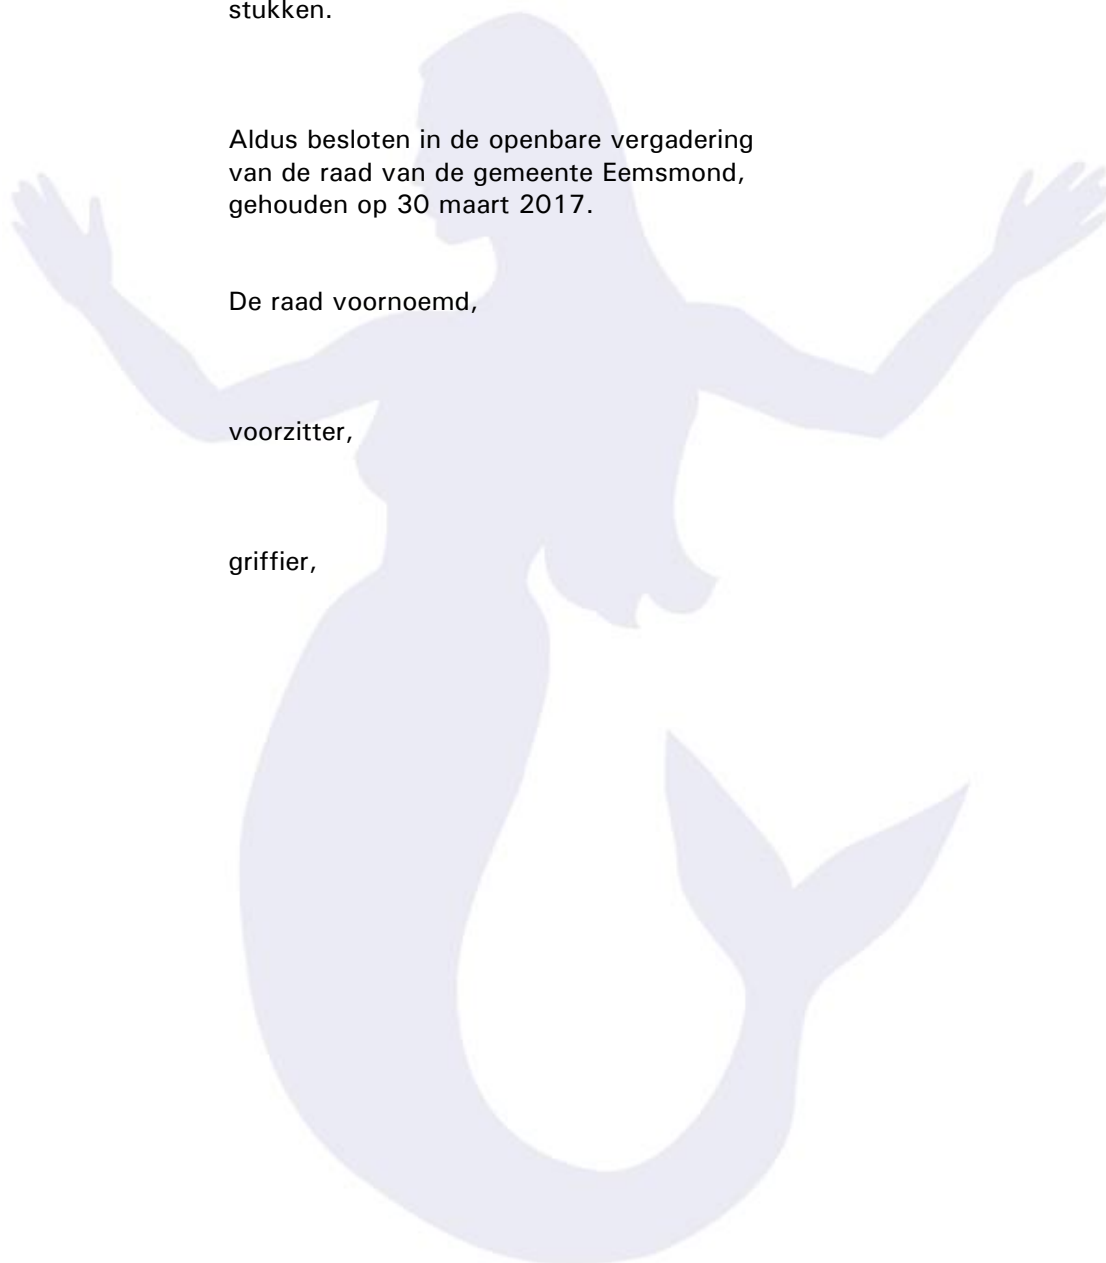 stukken.
Aldus besloten in de openbare vergadering
van de raad van de gemeente Eemsmond,
gehouden op 30 maart 2017.
De raad voornoemd,
voorzitter,
griffier,